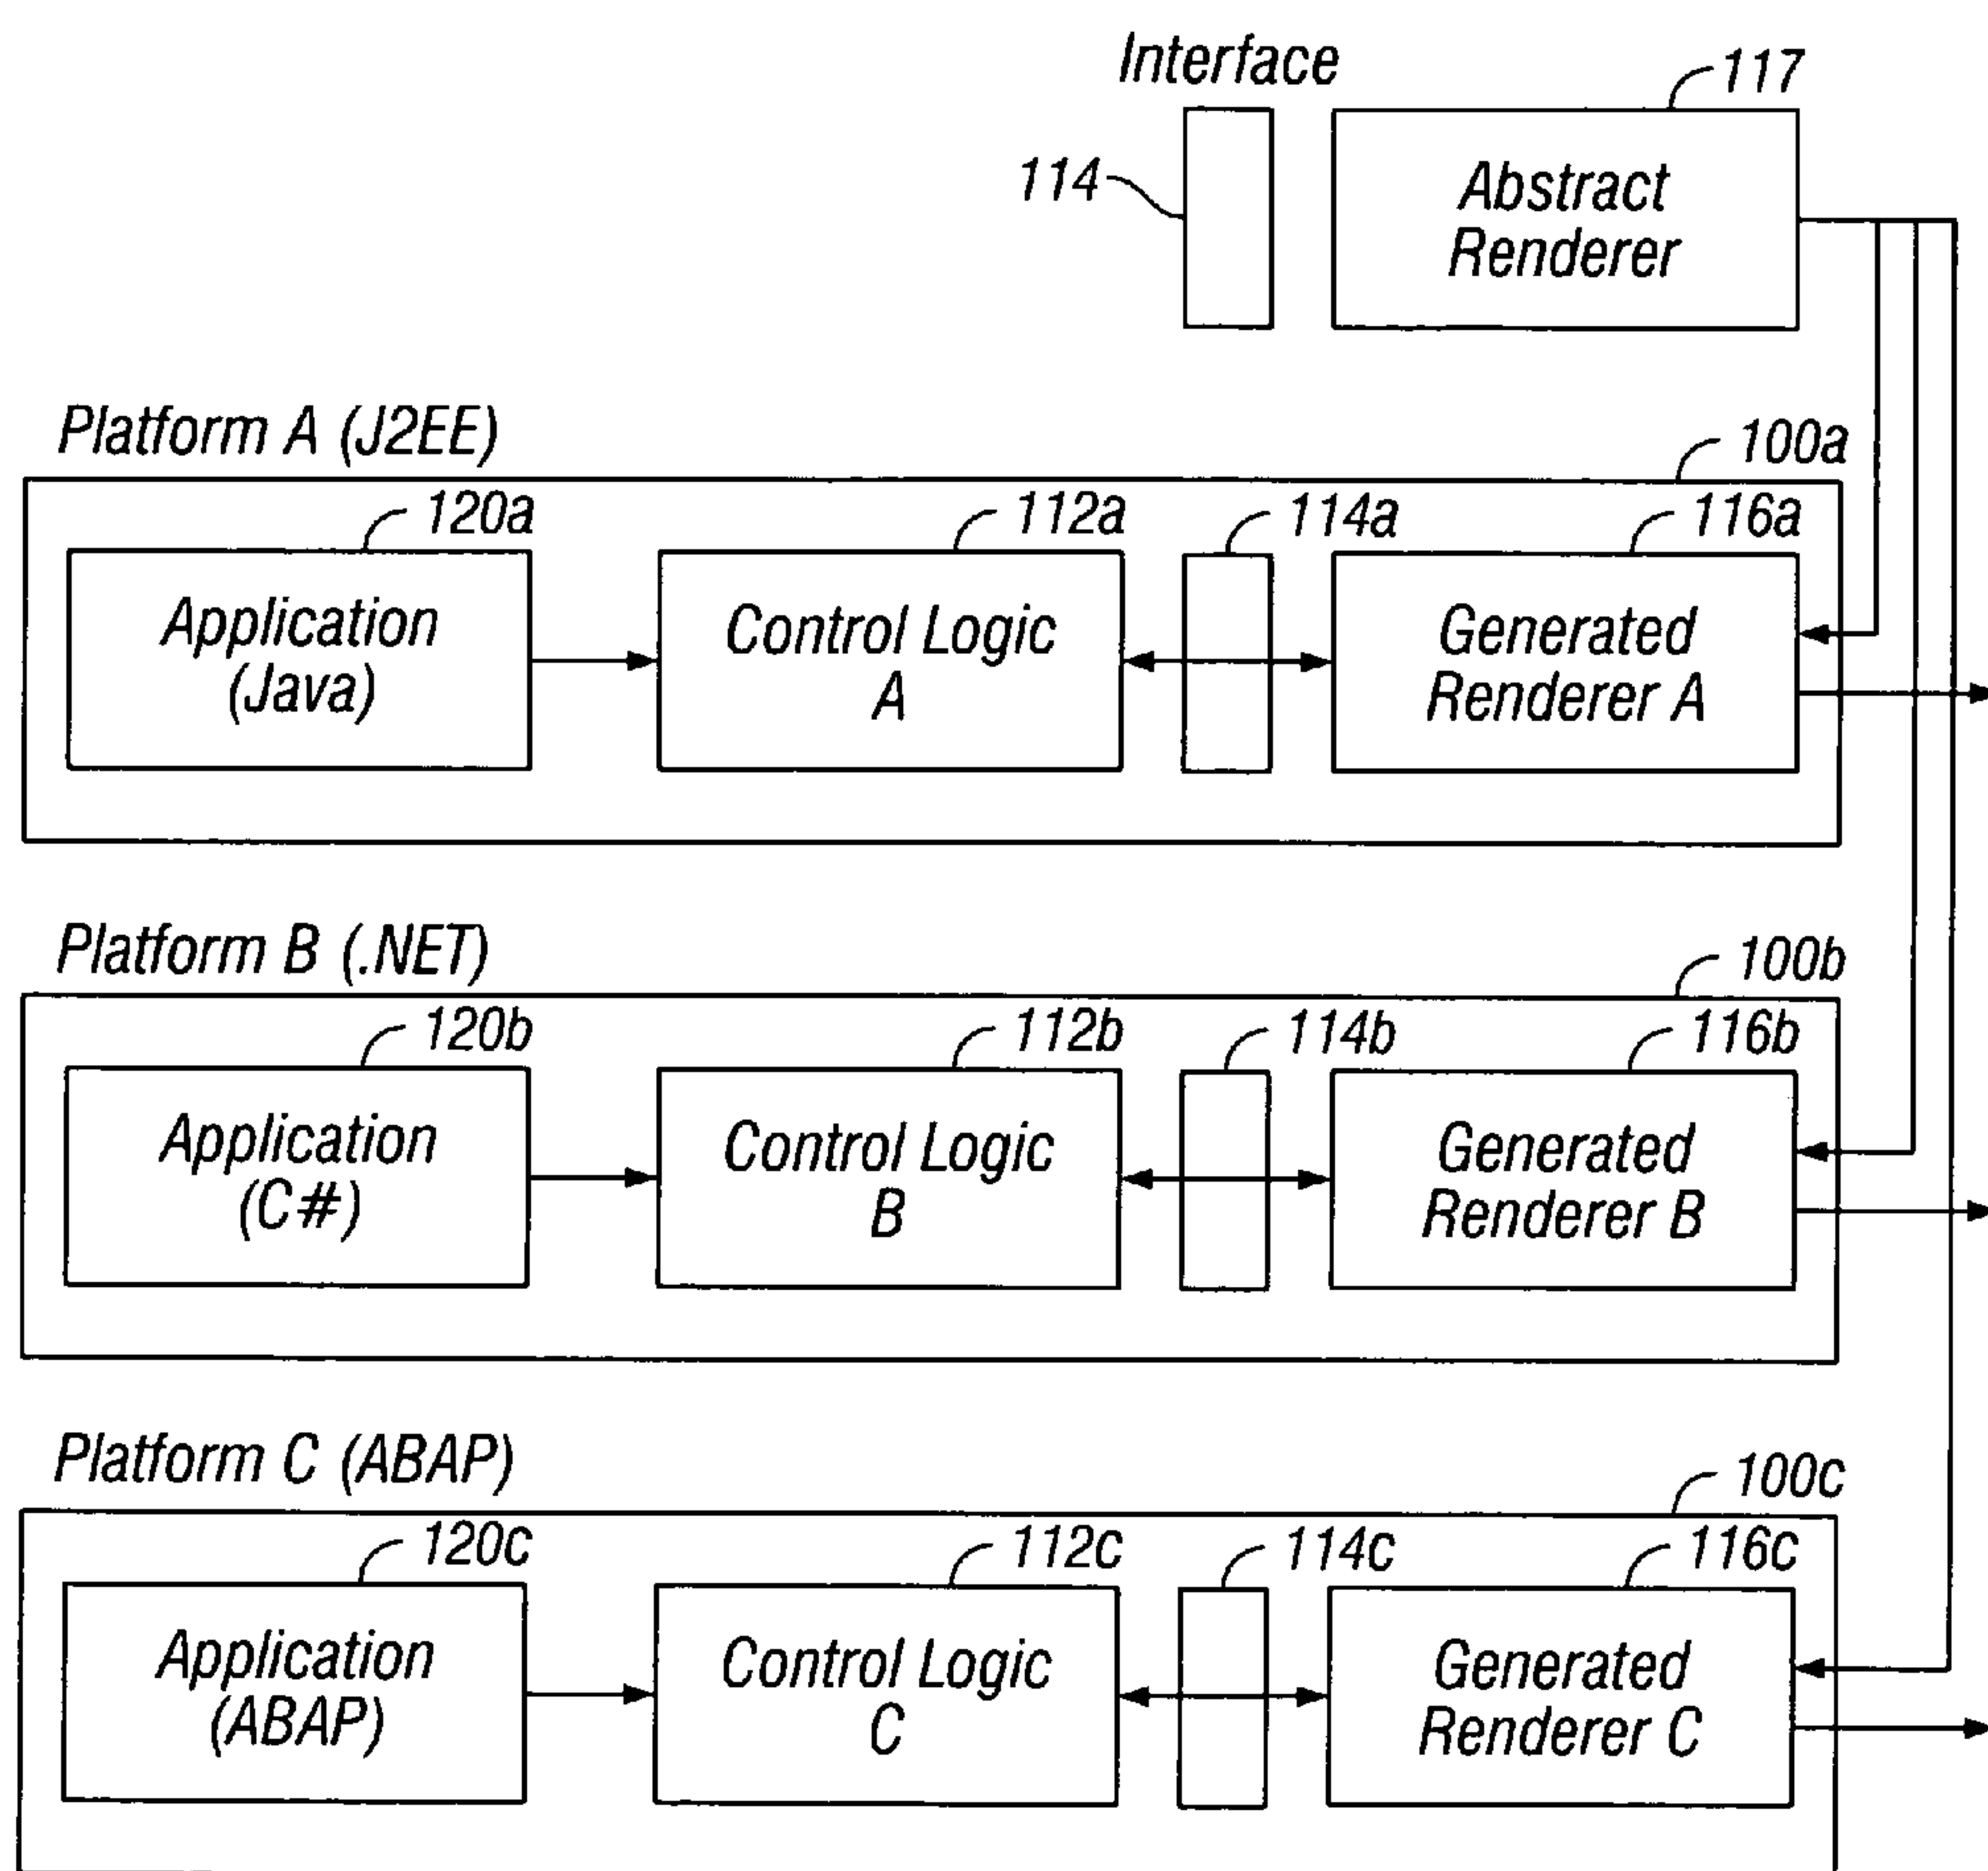 Interface
117
114
Abstract
Renderer
Platform A (J2EE)
100a
120a
112a
114a
116a
Application
(Java)
Control Logic
A
Generated
Renderer A
Platform B (.NET)
100b
120b
112b
114b
116b
Application
(C#)
Control Logic
B
Generated
Renderer B
Platform C (ABAP)
100c
120c
112c
114c
116c
Application
(ABAP)
Control Logic
C
Generated
Renderer C